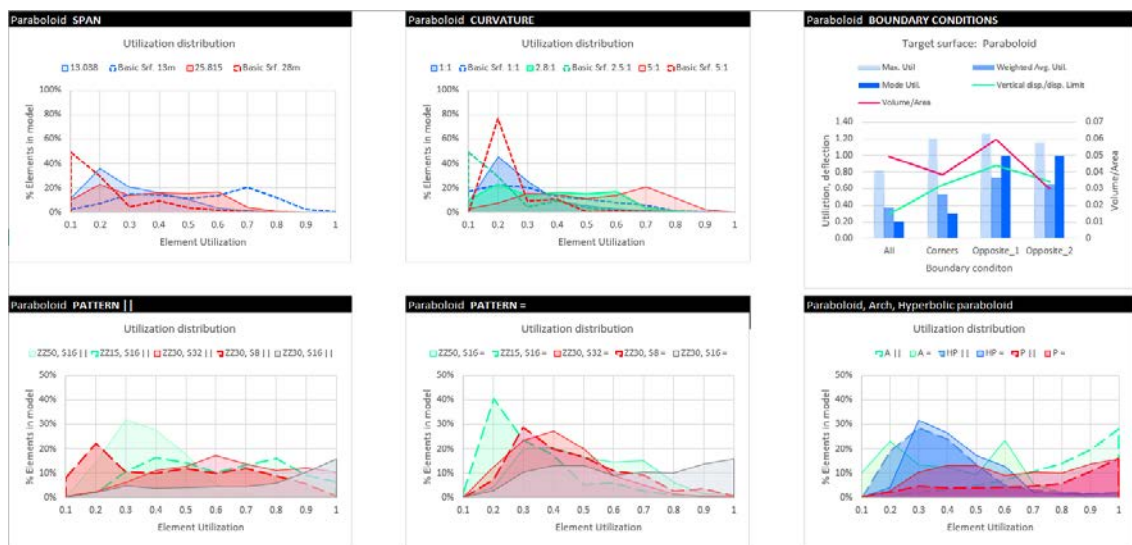 Paraboloid SPAN
Utilization distribution
13.038 Basic Srf. 13m 25.815 Basic Srf. 28m
100%
80%
60%
40%
20%
0%
% Elements in model
0.1 0.2 0.3 0.4 0.5 0.6 0.7 0.8 0.9 1
Element Utilization
Paraboloid CURVATURE
Utilization distribution
1:1 Basic Srf. 1:1 2.8:1 Basic Srf. 2.5:1 5:1 Basic Srf. 5:1
100%
80%
60%
40%
20%
0%
% Elements in model
0.1 0.2 0.3 0.4 0.5 0.6 0.7 0.8 0.9 1
Element Utilization
Paraboloid BOUNDARY CONDITIONS
Target surface: Paraboloid
Max. Util Weighted Avg. Util.
Mode Util. Vertical disp./disp. Limit
Volume/Area
1.40 0.07
1.20 0.06
1.00 0.05
0.80 0.04
0.60 0.03
0.40 0.02
0.20 0.01
0.00 0
Utilization, deflection
Volume/Area
All Corners Opposite_1 Opposite_2
Boundary conditon
Paraboloid PATTERN ||
Utilization distribution
ZZ50, S16 || ZZ15, S16 || ZZ30, S32 || ZZ30, S8 || ZZ30, S16 ||
50%
40%
30%
20%
10%
0%
% Elements in model
0.1 0.2 0.3 0.4 0.5 0.6 0.7 0.8 0.9 1
Element Utilization
Paraboloid PATTERN =
Utilization distribution
ZZ50, S16 = ZZ15, S16 = ZZ30, S32 = ZZ30, S8 = ZZ30, S16 =
50%
40%
30%
20%
10%
0%
% Elements in model
0.1 0.2 0.3 0.4 0.5 0.6 0.7 0.8 0.9 1
Element Utilization
Paraboloid, Arch, Hyperbolic paraboloid
Utilization distribution
A || A = HP || HP = P || P =
50%
40%
30%
20%
10%
0%
% Elements in model
0.1 0.2 0.3 0.4 0.5 0.6 0.7 0.8 0.9 1
Element Utilization